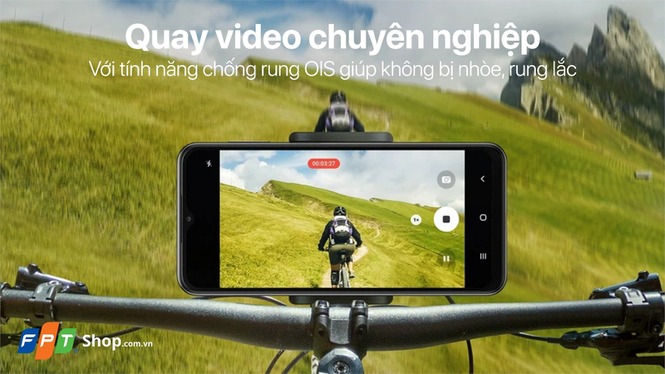 Quay video chuyên nghiệp
Với tính năng chống rung OIS giúp không bị nhòe, rung lắc
00:03:27
1×
FPT Shop.com.vn